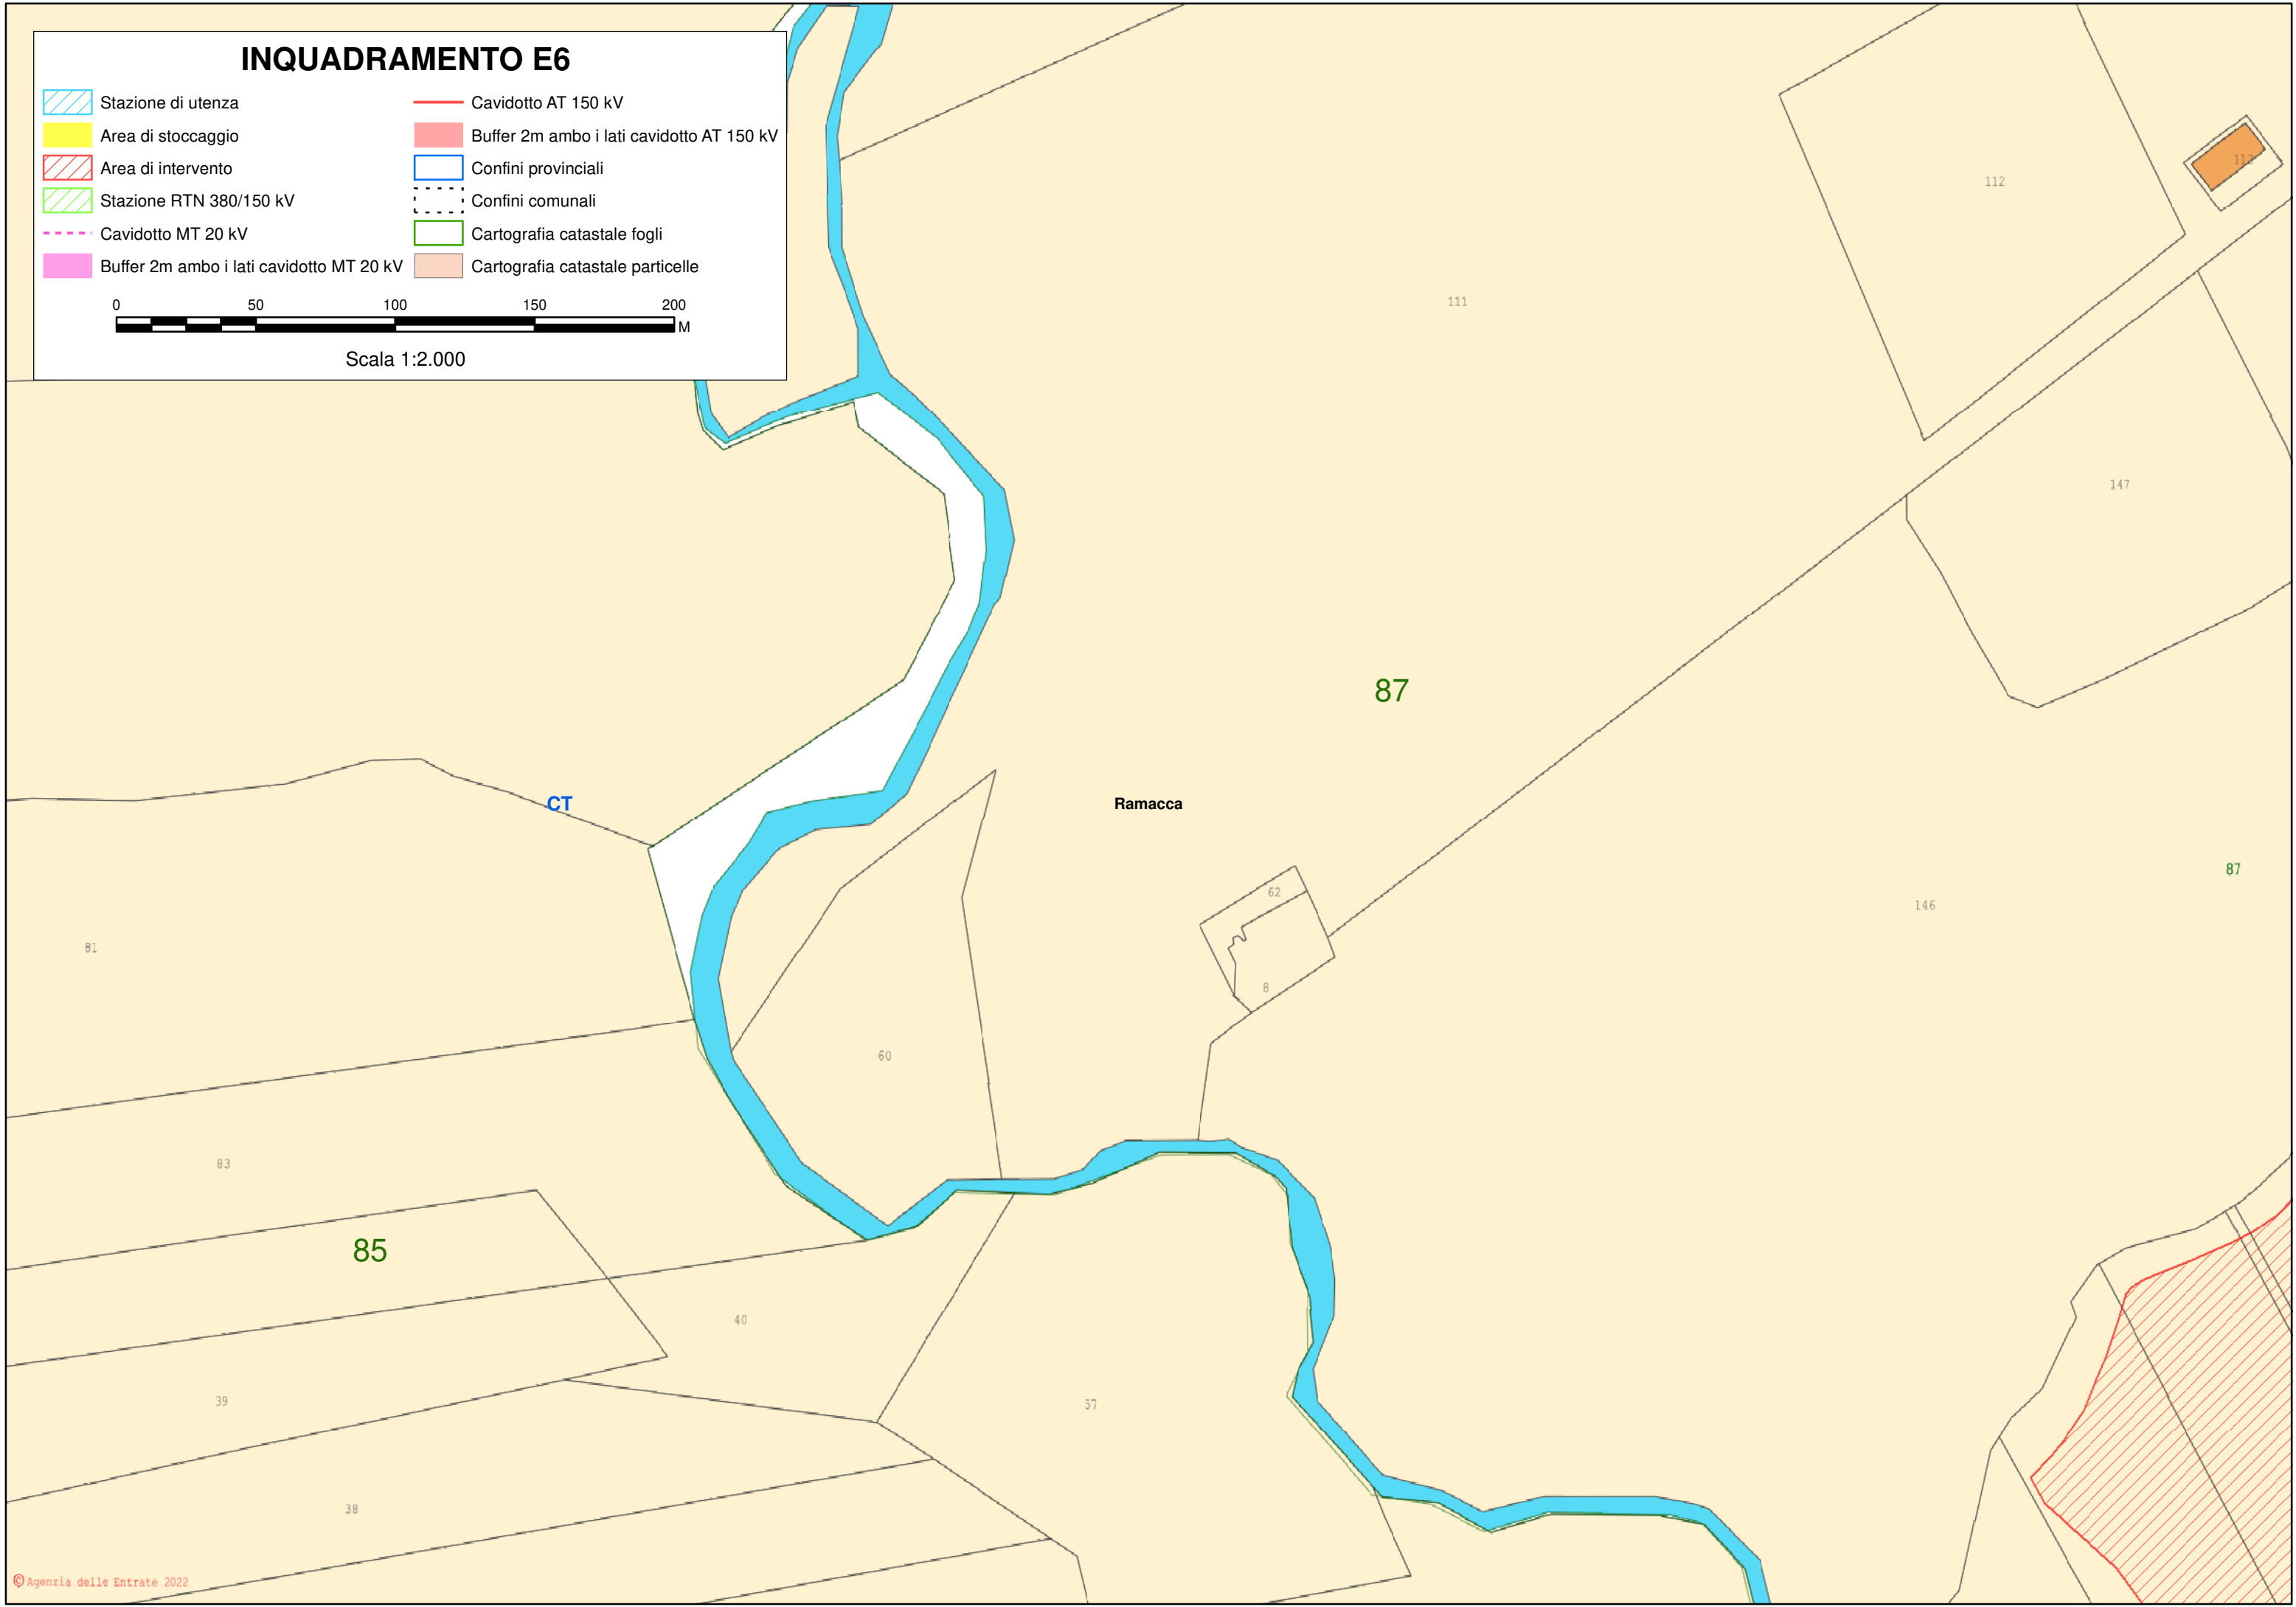 INQUADRAMENTO E6
Stazione di utenza
Area di stoccaggio
Area di intervento
Stazione RTN 380/150 kV
Cavidotto MT 20 kV
Buffer 2m ambo i lati cavidotto MT 20 kV
Cavidotto AT 150 kV
Buffer 2m ambo i lati cavidotto AT 150 kV
Confini provinciali
Confini comunali
Cartografia catastale fogli
Cartografia catastale particelle
0 50 100 150 200
M
Scala 1:2.000
113
112
111
147
87
CT
Ramacca
87
62
146
81
8
60
83
85
40
39
57
38
© Agenzia delle Entrate 2022